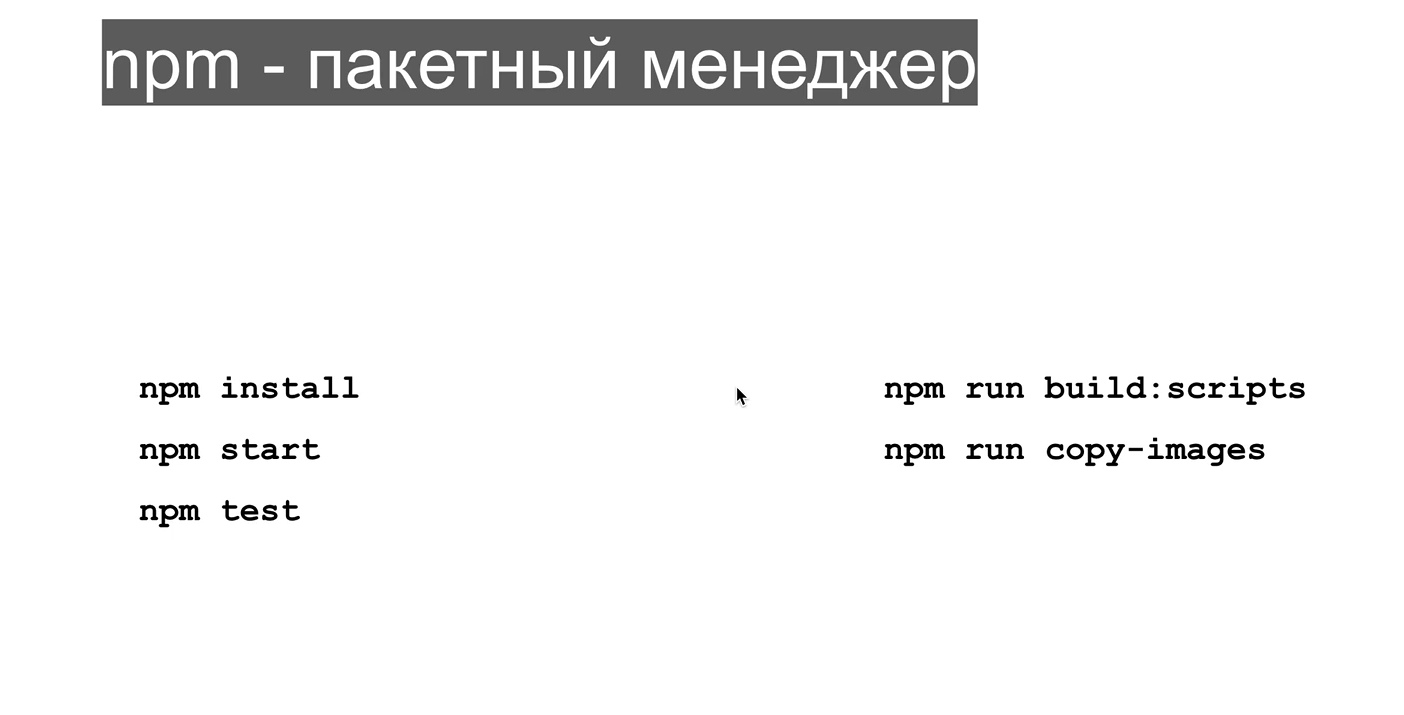 npm - пакетный менеджер
npm install
npm start
npm test
npm run build:scripts
npm run copy-images